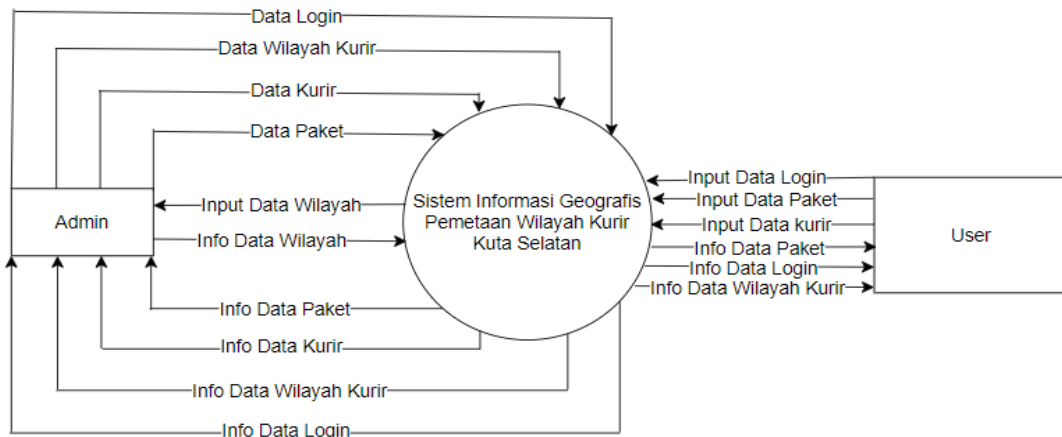 Data Login
Data Wilayah Kurir
Data Kurir
Data Paket
Input Data Wilayah
Info Data Wilayah
Admin
Info Data Paket
Info Data Kurir
Info Data Wilayah Kurir
Info Data Login
Sistem Informasi Geografis
Pemetaan Wilayah Kurir
Kuta Selatan
Input Data Login
Input Data Paket
Input Data kurir
Info Data Paket
Info Data Login
Info Data Wilayah Kurir
User